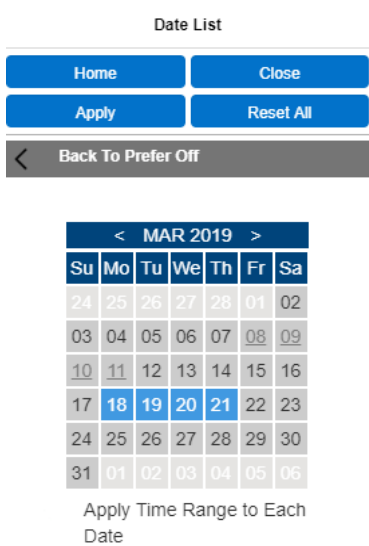 Date List
Home Close
Apply Reset All
Back To Prefer Off
< MAR 2019 >
Su Mo Tu We Th Fr Sa
24 25 26 27 28 01 02
03 04 05 06 07 08 09
10 11 12 13 14 15 16
17 18 19 20 21 22 23
24 25 26 27 28 29 30
31 01 02 03 04 05 06
Apply Time Range to Each
Date